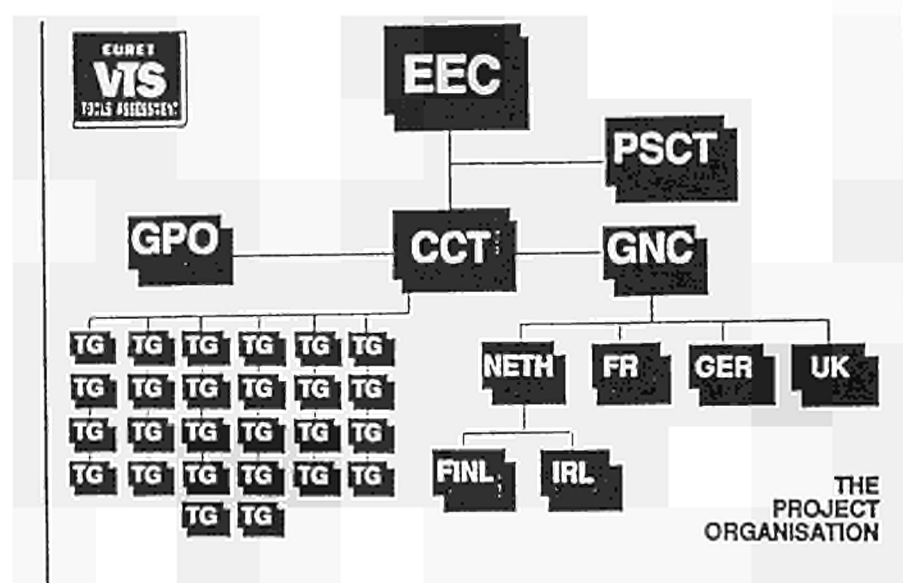 EURET
VTS
TOOLS ASSESSMENT
EEC
PSCT
GPO
CCT
GNC
TG TG TG TG TG TG
TG TG TG TG TG TG
TG TG TG TG TG TG
TG TG TG TG TG TG
TG TG
NETH FR GER UK
FINL IRL
THE
PROJECT
ORGANISATION